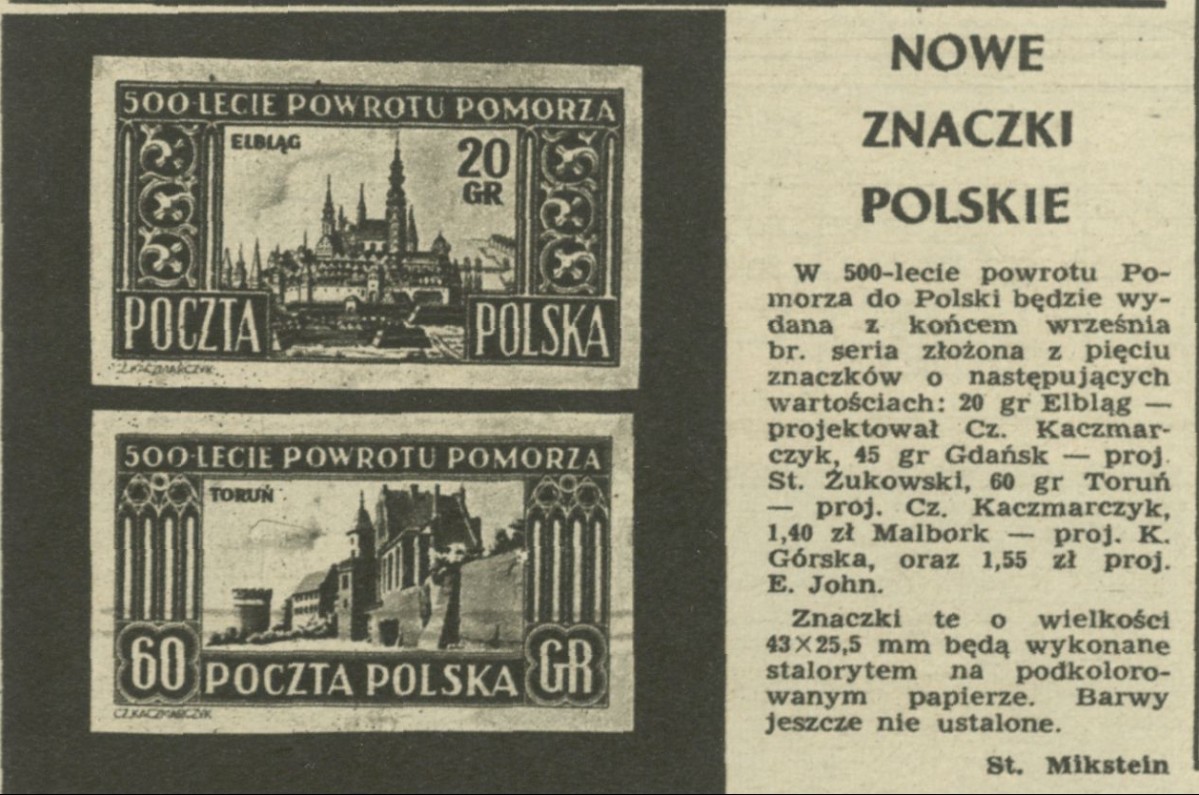 500-LECIE POWROTU POMORZA
ELBLĄG
20
GR
POCZTA POLSKA
CZ.KACZMARCZYK
500-LECIE POWROTU POMORZA
TORUŃ
60 POCZTA POLSKA GR
CZ.KACZMARCZYK
NOWE
ZNACZKI
POLSKIE
W 500-lecie powrotu Po-
morza do Polski będzie wy-
dana z końcem września
br. seria złożona z pięciu
znaczków o następujących
wartościach: 20 gr Elbląg —
projektował Cz. Kaczmar-
czyk, 45 gr Gdańsk — proj.
St. Żukowski, 60 gr Toruń
— proj. Cz. Kaczmarczyk,
1,40 zł Malbork — proj. K.
Górska, oraz 1,55 zł proj.
E. John.
Znaczki te o wielkości
43×25,5 mm będą wykonane
stalorytem na podkoloro-
wanym papierze. Barwy
jeszcze nie ustalone.
St. Mikstein